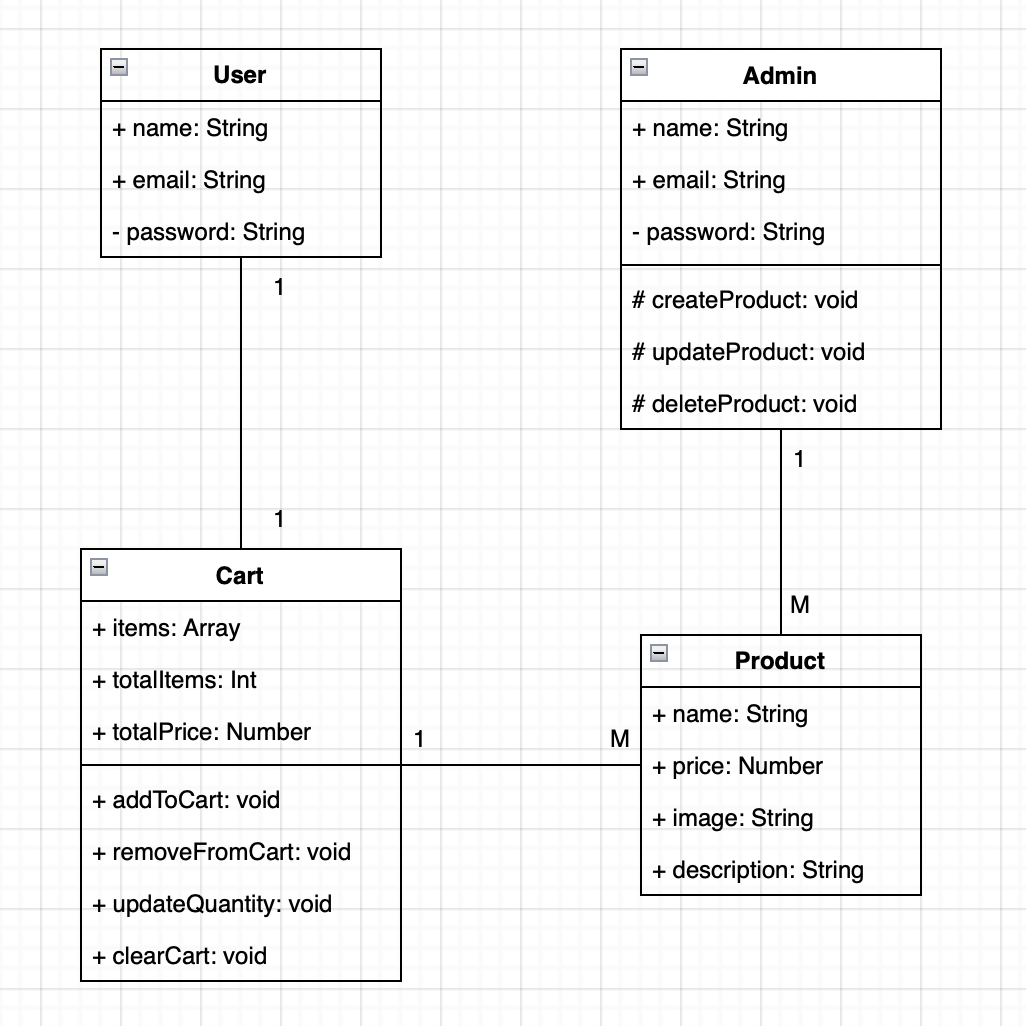 User
+ name: String
+ email: String
- password: String
1
1
Admin
+ name: String
+ email: String
- password: String
# createProduct: void
# updateProduct: void
# deleteProduct: void
1
M
Cart
+ items: Array
+ totalItems: Int
+ totalPrice: Number
+ addToCart: void
+ removeFromCart: void
+ updateQuantity: void
+ clearCart: void
1
M
Product
+ name: String
+ price: Number
+ image: String
+ description: String